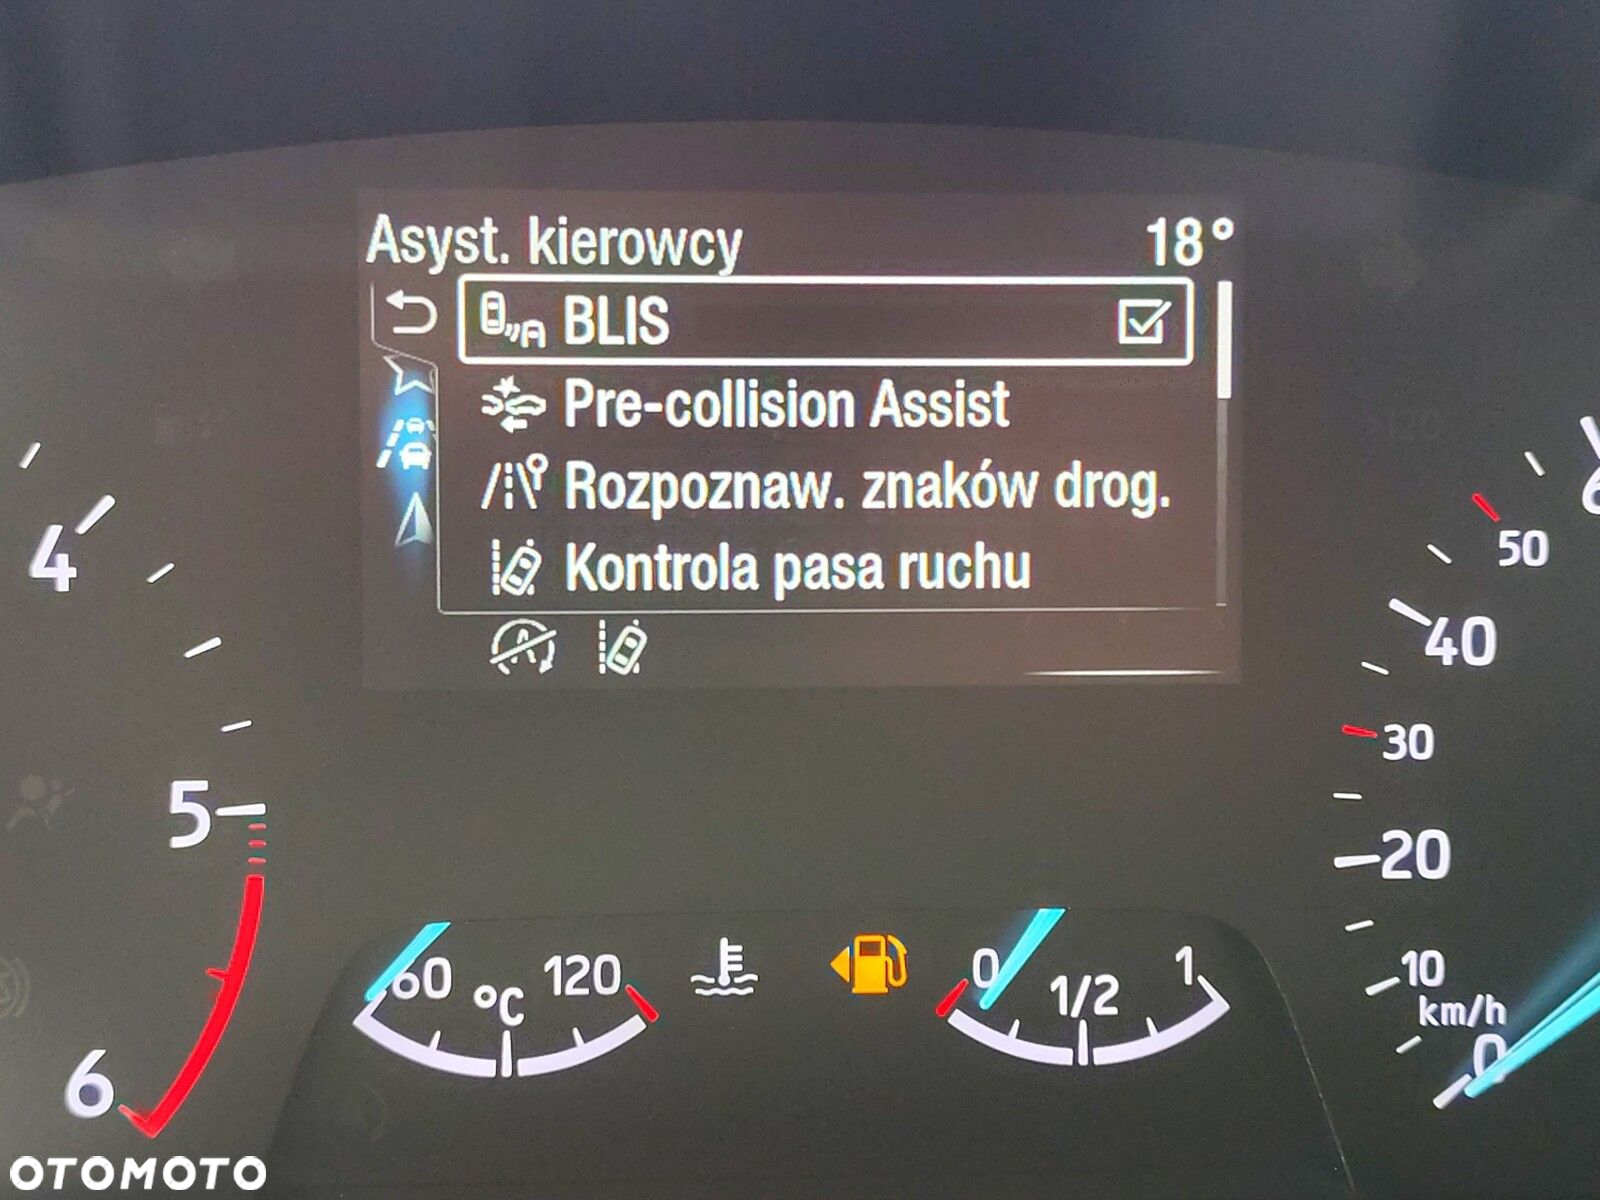 Asyst. kierowcy 18°
BLIS
Pre-collision Assist
Rozpoznaw. znaków drog.
Kontrola pasa ruchu
A
4
5
6
60 °C 120
0 1/2 1
50
40
30
20
10
km/h
0
OTOMOTO